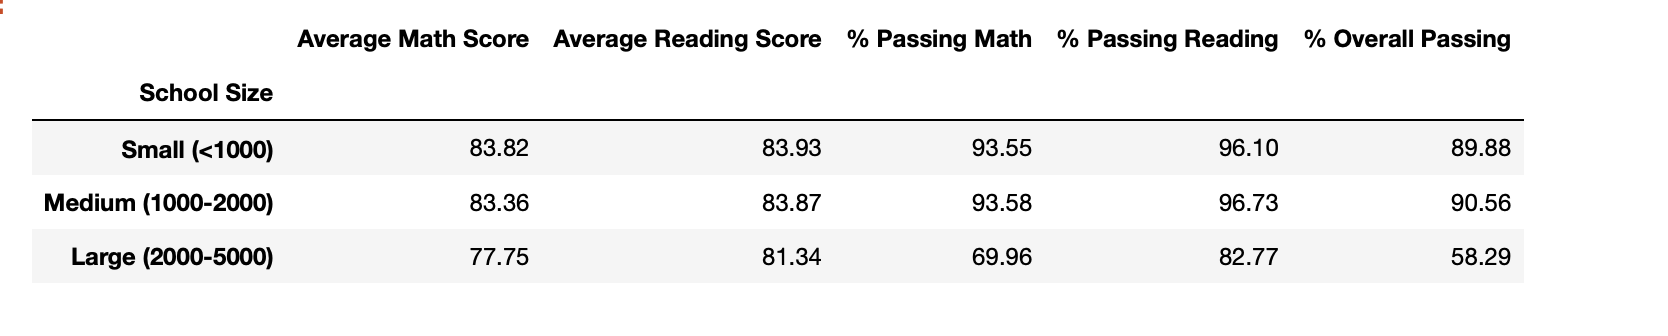 Average Math Score Average Reading Score % Passing Math % Passing Reading % Overall Passing
School Size
Small (<1000) 83.82 83.93 93.55 96.10 89.88
Medium (1000-2000) 83.36 83.87 93.58 96.73 90.56
Large (2000-5000) 77.75 81.34 69.96 82.77 58.29